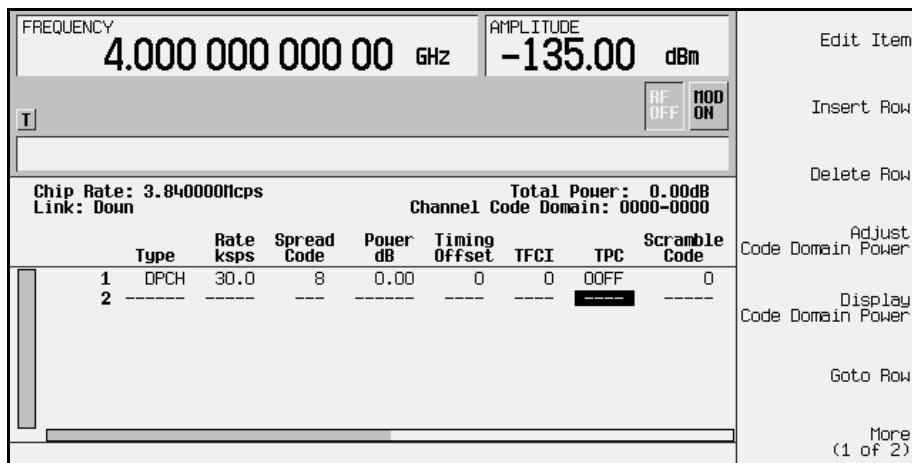 FREQUENCY
4.000 000 000 00 GHz
AMPLITUDE
-135.00 dBm
RF OFF
MOD ON
T
Chip Rate: 3.840000Mcps
Total Power: 0.00dB
Link: Down
Channel Code Domain: 0000-0000
Type Rate ksps Spread Code Power dB Timing Offset TFCI TPC Scramble Code
1 DPCH 30.0 8 0.00 0 0 00FF 0
2 ------ ------ --- ------ ---- ---- ---- -----
Edit Item
Insert Row
Delete Row
Adjust
Code Domain Power
Display
Code Domain Power
Goto Row
More
(1 of 2)